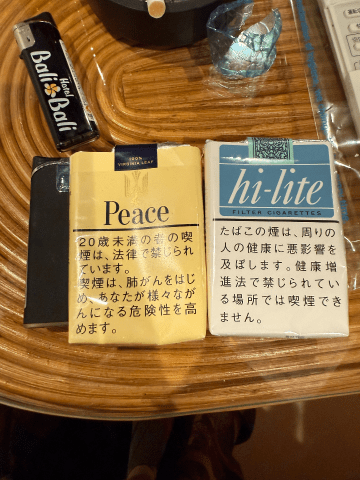 Hotel
Bali
Bali
100%
VIRGINIA LEAF
Peace
20歳未満の者の喫
煙は、法律で禁じられ
ています。
喫煙は、肺がんをはじ
め、あなたが様々なが
んになる危険性を高
めます。
hi-lite
FILTER CIGARETTES
たばこの煙は、周りの
人の健康に悪影響を
及ぼします。健康増
進法で禁じられてい
る場所では喫煙でき
ません。